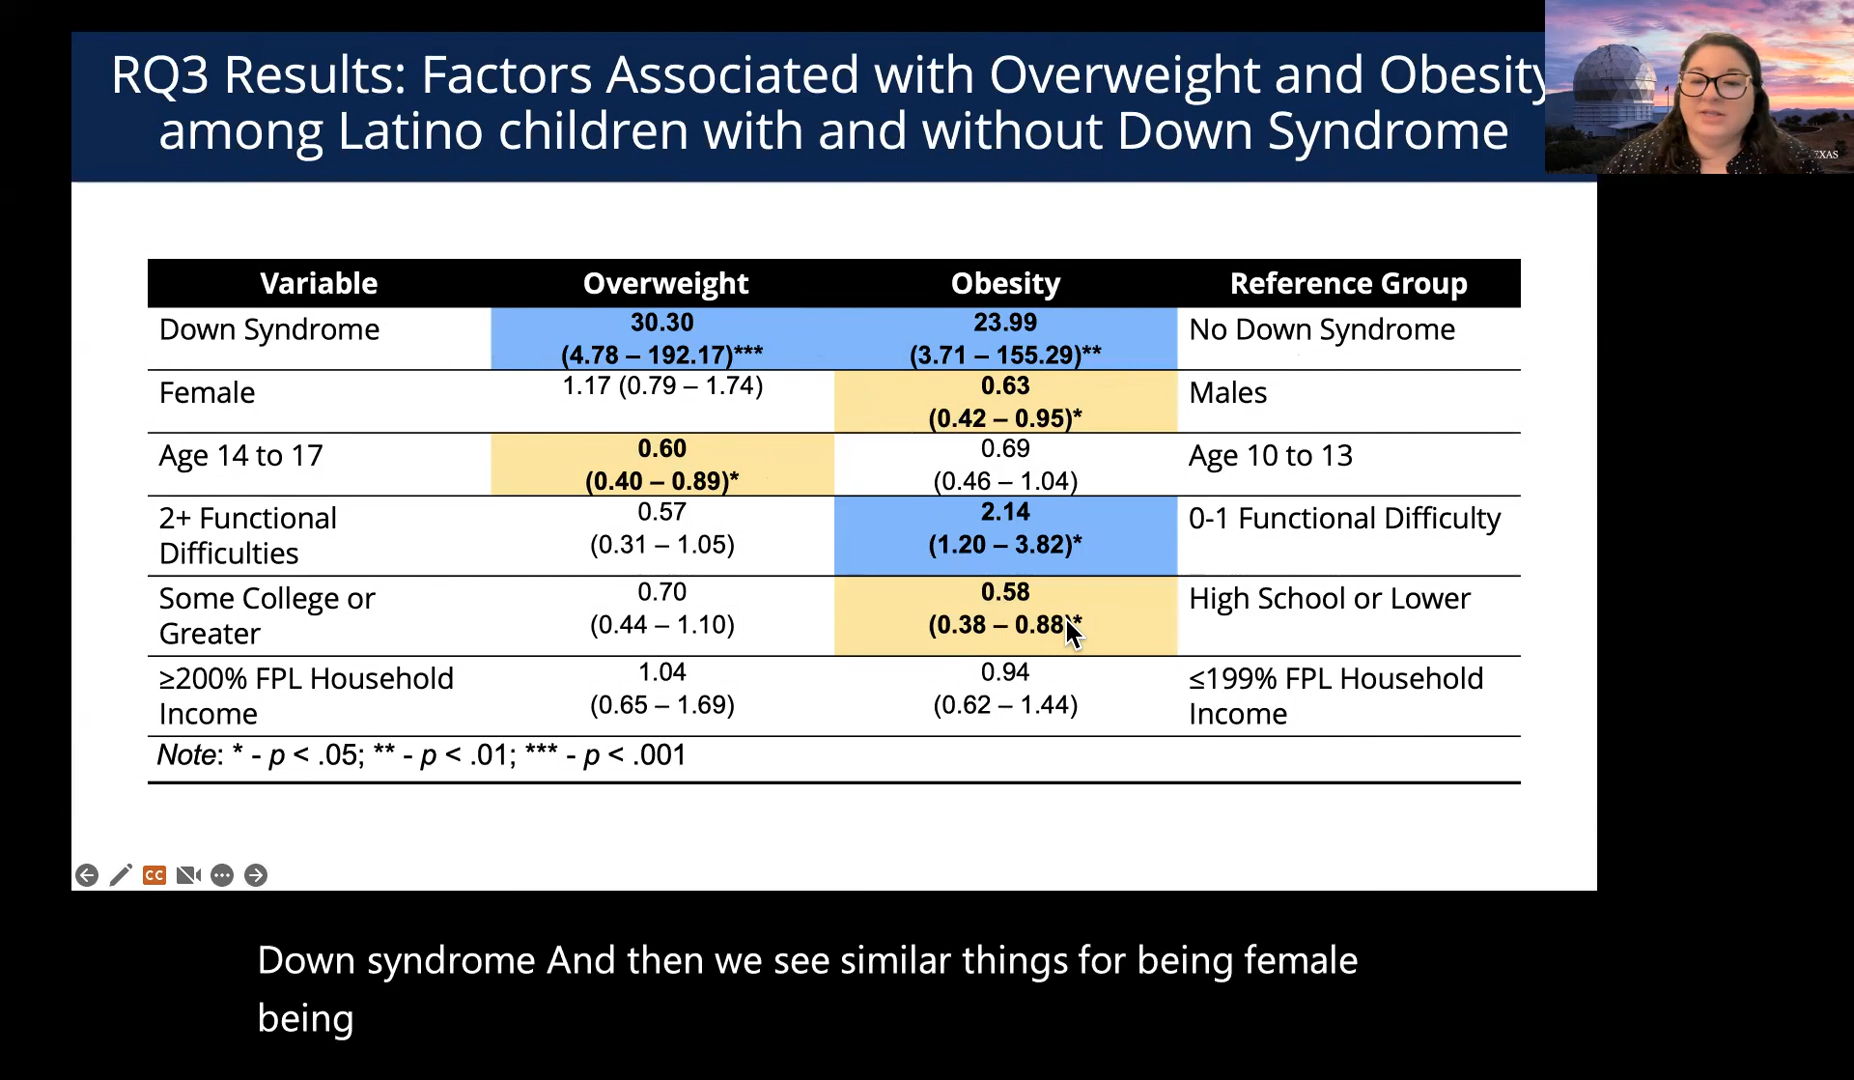 RQ3 Results: Factors Associated with Overweight and Obesity
among Latino children with and without Down Syndrome
EXAS
Variable Overweight Obesity Reference Group
Down Syndrome 30.30 23.99 No Down Syndrome
(4.78 – 192.17)*** (3.71 – 155.29)**
Female 1.17 (0.79 – 1.74) 0.63 Males
(0.42 – 0.95)*
Age 14 to 17 0.60 0.69 Age 10 to 13
(0.40 – 0.89)* (0.46 – 1.04)
2+ Functional 0.57 2.14 0-1 Functional Difficulty
Difficulties (0.31 – 1.05) (1.20 – 3.82)*
Some College or 0.70 0.58 High School or Lower
Greater (0.44 – 1.10) (0.38 – 0.88)*
≥200% FPL Household 1.04 0.94 ≤199% FPL Household
Income (0.65 – 1.69) (0.62 – 1.44) Income
Note: * - p < .05; ** - p < .01; *** - p < .001
CC
Down syndrome And then we see similar things for being female
being